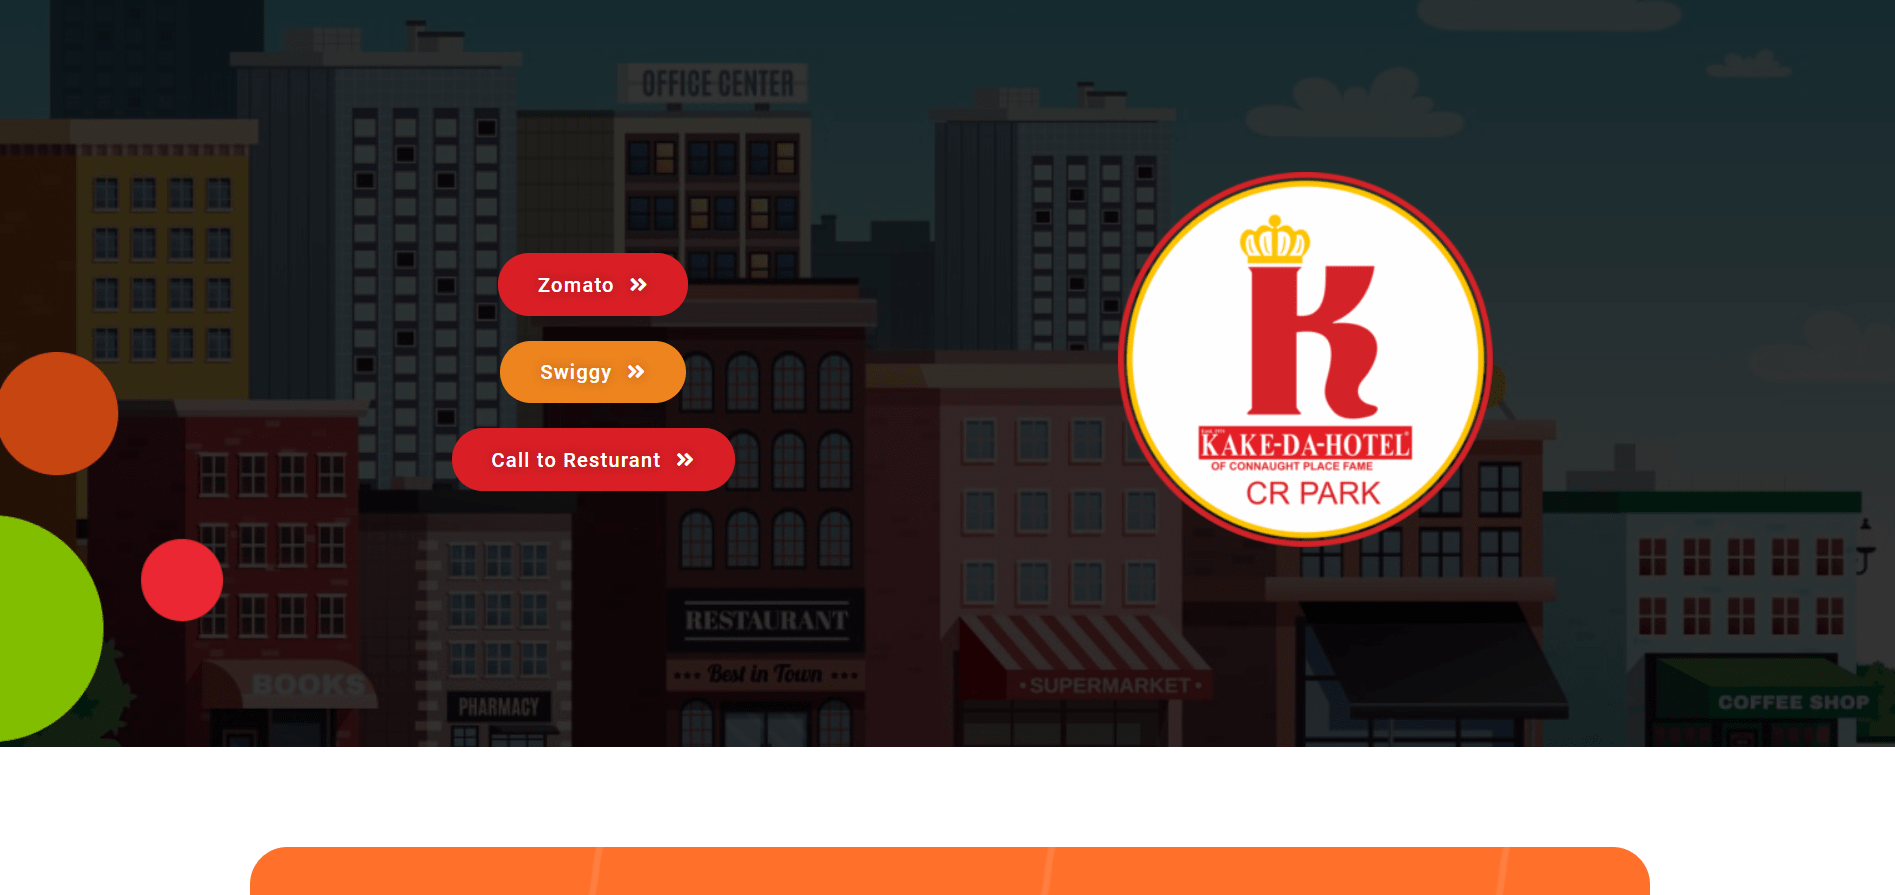 OFFICE CENTER
Zomato
Swiggy
Call to Resturant
K
KAKE-DA-HOTEL
OF CONNAUGHT PLACE FAME
CR PARK
RESTAURANT
Best in Town
BOOKS
PHARMACY
SUPERMARKET
COFFEE SHOP